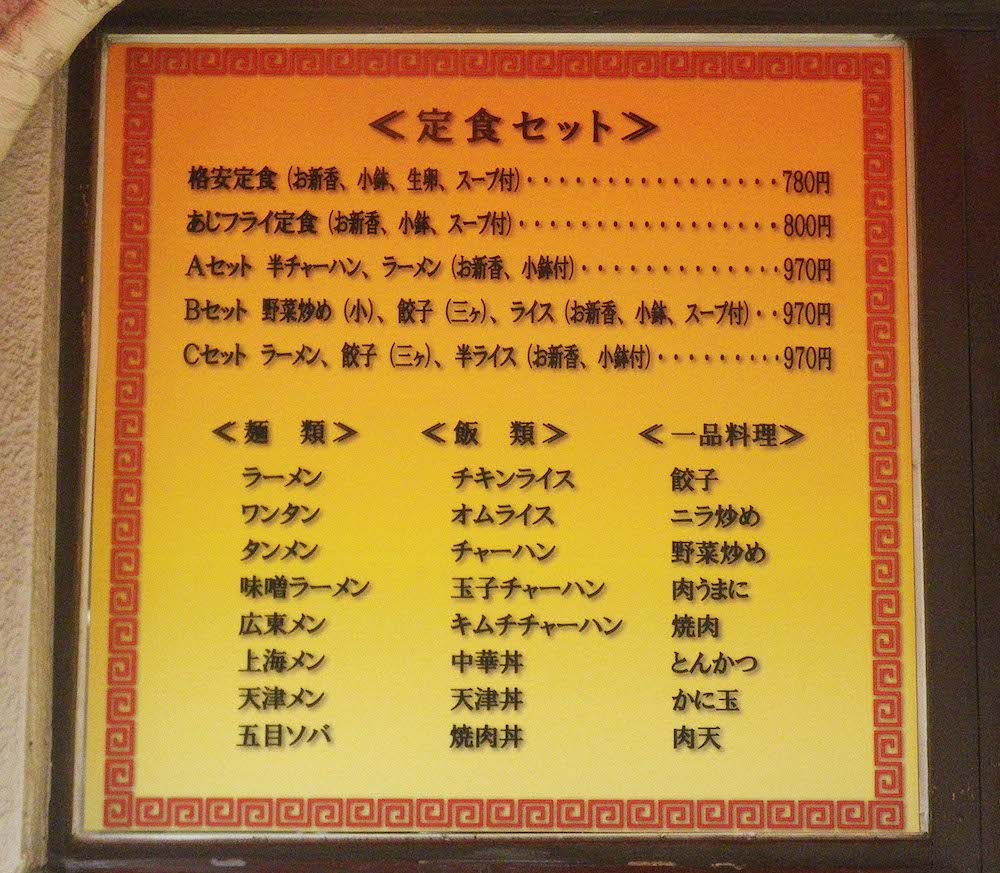 ＜定食セット＞
格安定食（お新香、小鉢、生卵、スープ付）・・・・・・・・・・・・・・・・780円
あじフライ定食（お新香、小鉢、スープ付）・・・・・・・・・・・・・・・・・800円
Aセット 半チャーハン、ラーメン（お新香、小鉢付）・・・・・・・・・・・・・970円
Bセット 野菜炒め（小）、餃子（三ヶ）、ライス（お新香、小鉢、スープ付）・・970円
Cセット ラーメン、餃子（三ヶ）、半ライス（お新香、小鉢付）・・・・・・・・・970円
＜麺 類＞
ラーメン
ワンタン
タンメン
味噌ラーメン
広東メン
上海メン
天津メン
五目ソバ
＜飯 類＞
チキンライス
オムライス
チャーハン
玉子チャーハン
キムチチャーハン
中華丼
天津丼
焼肉丼
＜一品料理＞
餃子
ニラ炒め
野菜炒め
肉うまに
焼肉
とんかつ
かに玉
肉天